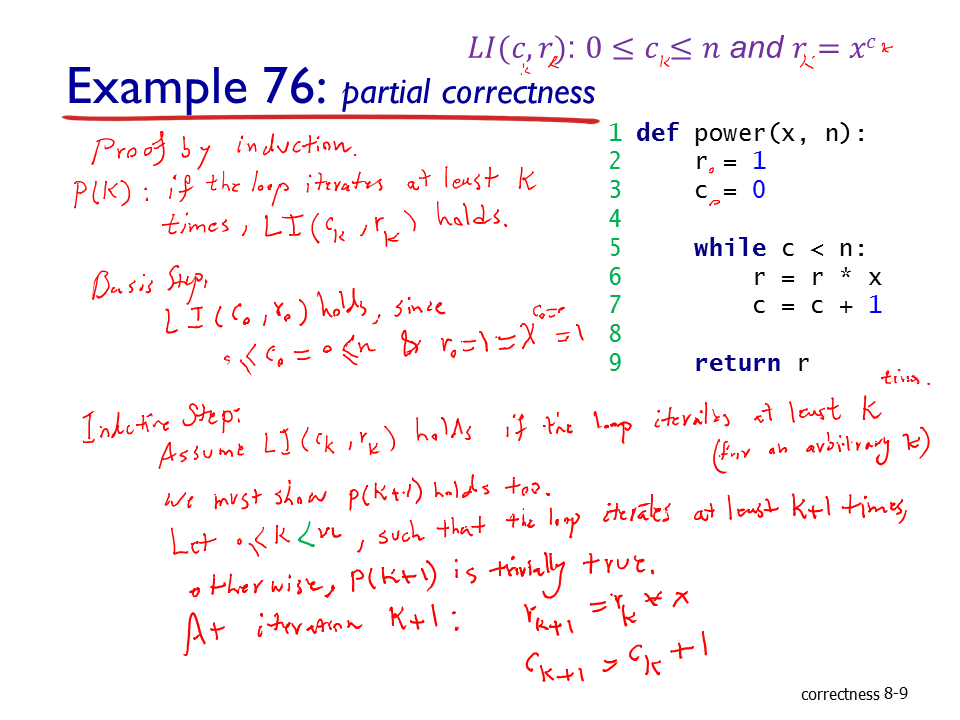 LI(c_k, r_k): 0 ≤ c_k ≤ n and r_k = x^c_k
Example 76: partial correctness
Proof by induction.
P(K): if the loop iterates at least K
times, LI(c_k, r_k) holds.
Basis Step:
LI(c_0, r_0) holds, since
0 ≤ c_0 = 0 ≤ n & r_0 = 1 = x^{c_0=0} = 1
1 def power(x, n):
2 r_0 = 1
3 c_0 = 0
4
5 while c < n:
6 r = r * x
7 c = c + 1
8
9 return r
Inductive Step:
Assume LI(c_k, r_k) holds if the loop iterates at least K times.
(for an arbitrary K)
We must show P(K+1) holds too.
Let 0 ≤ K < n, such that the loop iterates at least K+1 times,
otherwise, P(K+1) is trivially true.
At iteration K+1: r_{k+1} = r_k * x
c_{k+1} = c_k + 1
correctness 8-9